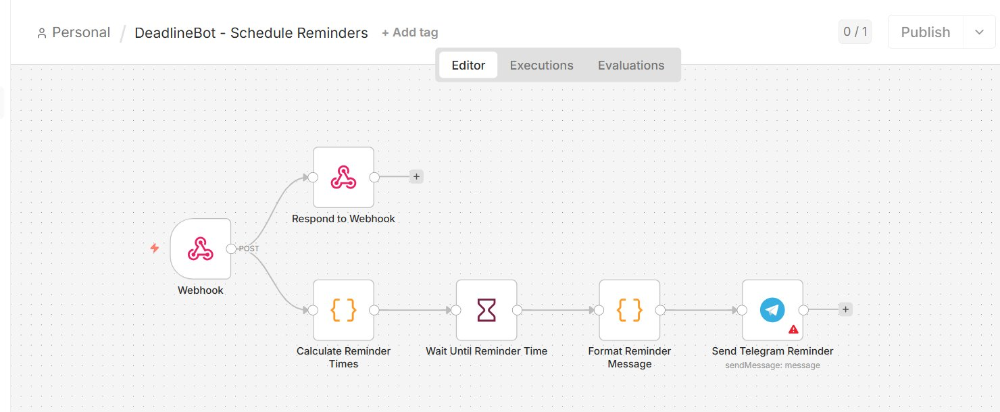 Personal / DeadlineBot - Schedule Reminders + Add tag
0 / 1
Publish
Editor
Executions
Evaluations
Respond to Webhook
POST
Webhook
Calculate Reminder
Times
Wait Until Reminder Time
Format Reminder
Message
Send Telegram Reminder
sendMessage: message